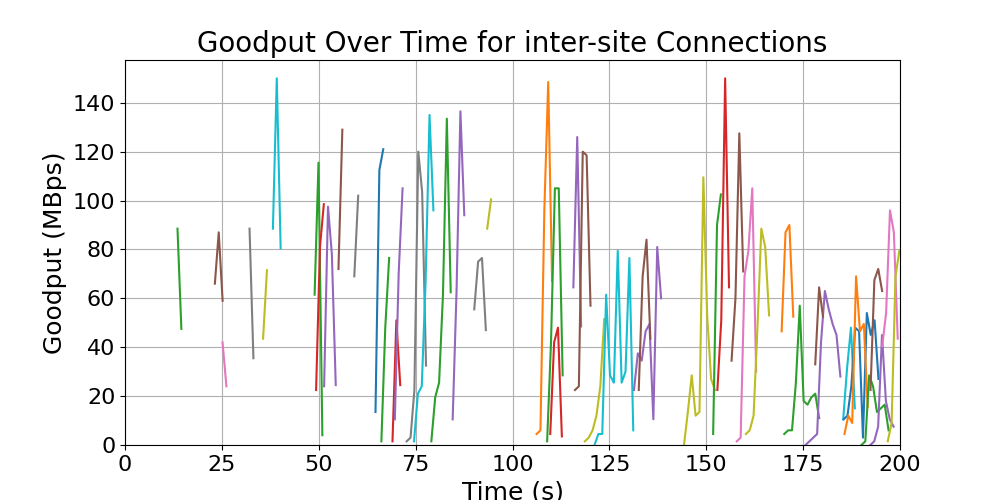 Goodput Over Time for inter-site Connections
Goodput (MBps)
140
120
100
80
60
40
20
0
0 25 50 75 100 125 150 175 200
Time (s)